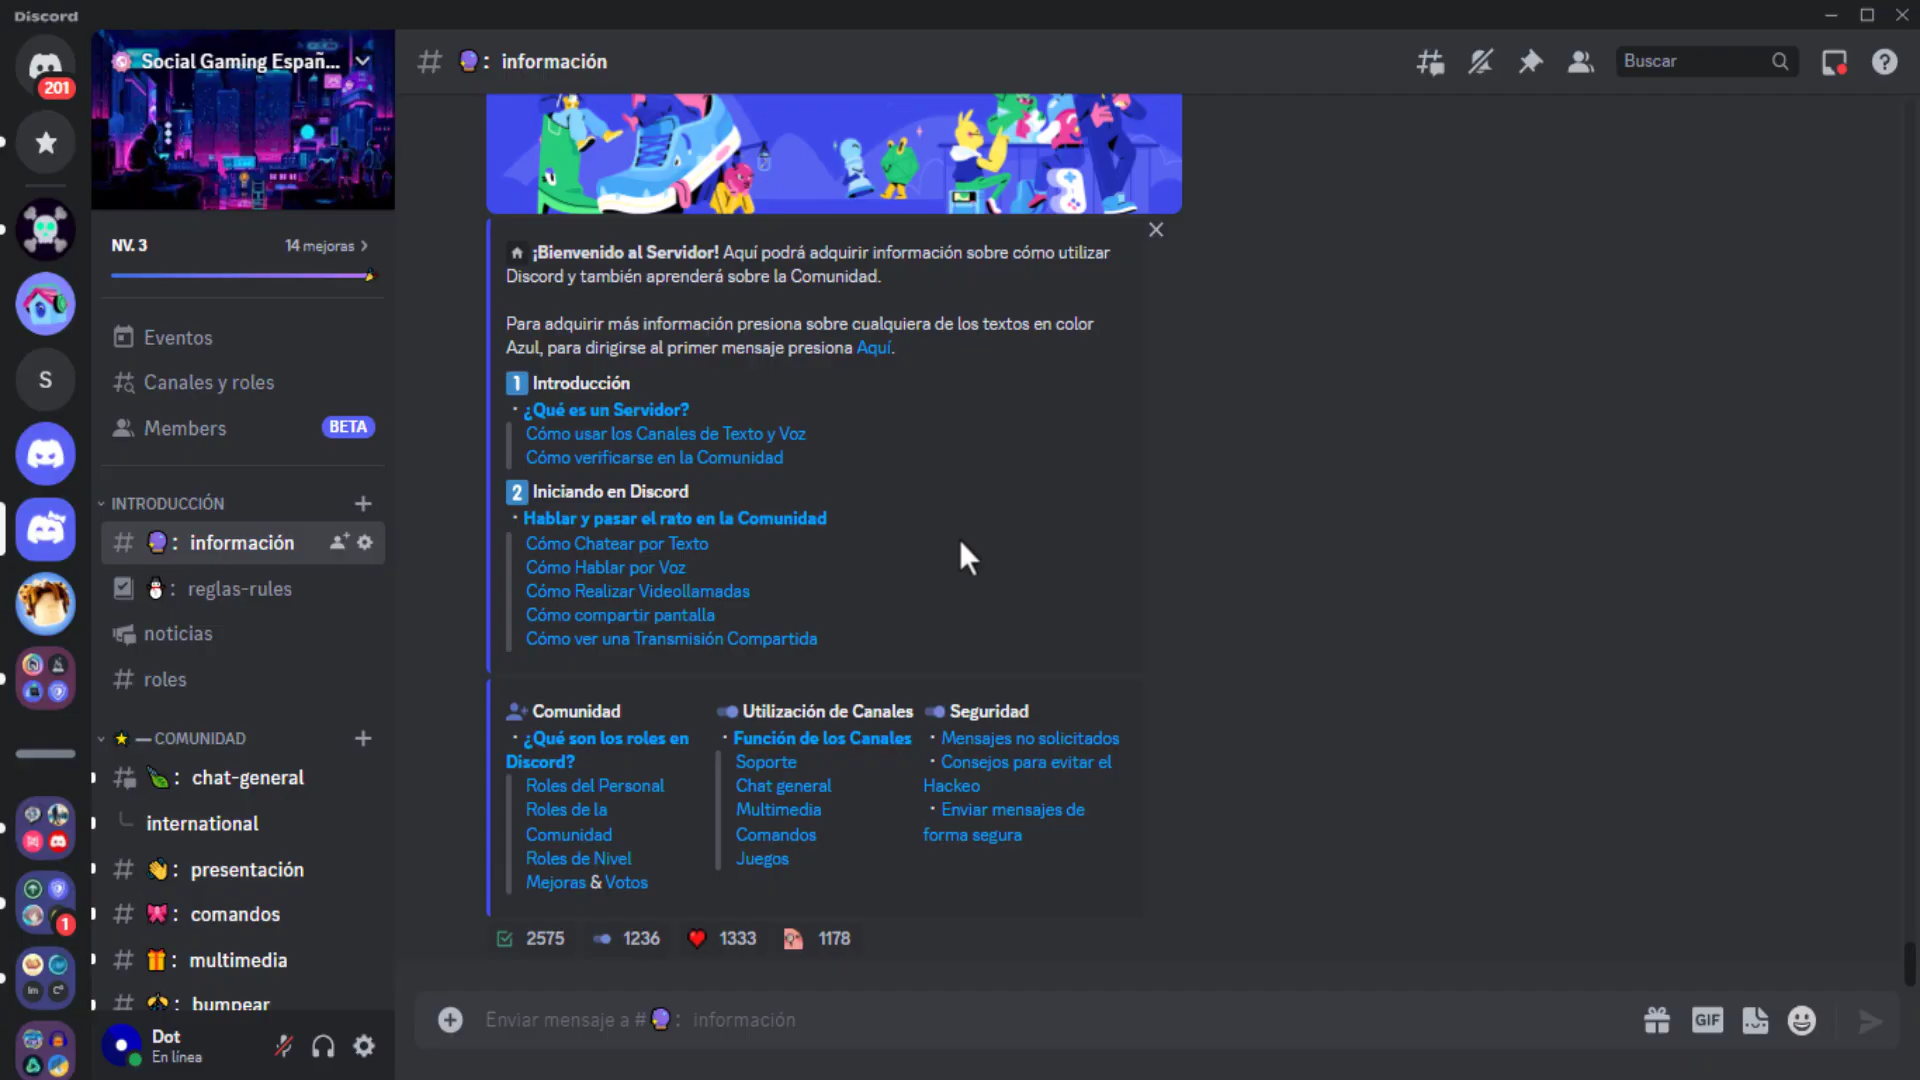 Discord
201
Social Gaming Españ...
NV. 3
14 mejoras
Eventos
Canales y roles
Members
BETA
INTRODUCCIÓN
información
reglas-rules
noticias
roles
— COMUNIDAD
chat-general
international
presentación
comandos
multimedia
bumpear
S
1
Im
Dot
En línea
# : información
Buscar
¡Bienvenido al Servidor! Aquí podrá adquirir información sobre cómo utilizar
Discord y también aprenderá sobre la Comunidad.
Para adquirir más información presiona sobre cualquiera de los textos en color
Azul, para dirigirse al primer mensaje presiona Aquí.
1 Introducción
· ¿Qué es un Servidor?
Cómo usar los Canales de Texto y Voz
Cómo verificarse en la Comunidad
2 Iniciando en Discord
· Hablar y pasar el rato en la Comunidad
Cómo Chatear por Texto
Cómo Hablar por Voz
Cómo Realizar Videollamadas
Cómo compartir pantalla
Cómo ver una Transmisión Compartida
Comunidad
· ¿Qué son los roles en
Discord?
Roles del Personal
Roles de la
Comunidad
Roles de Nivel
Mejoras & Votos
Utilización de Canales
· Función de los Canales
Soporte
Chat general
Multimedia
Comandos
Juegos
Seguridad
· Mensajes no solicitados
· Consejos para evitar el
Hackeo
· Enviar mensajes de
forma segura
2575 1236 1333 1178
Enviar mensaje a # : información
GIF